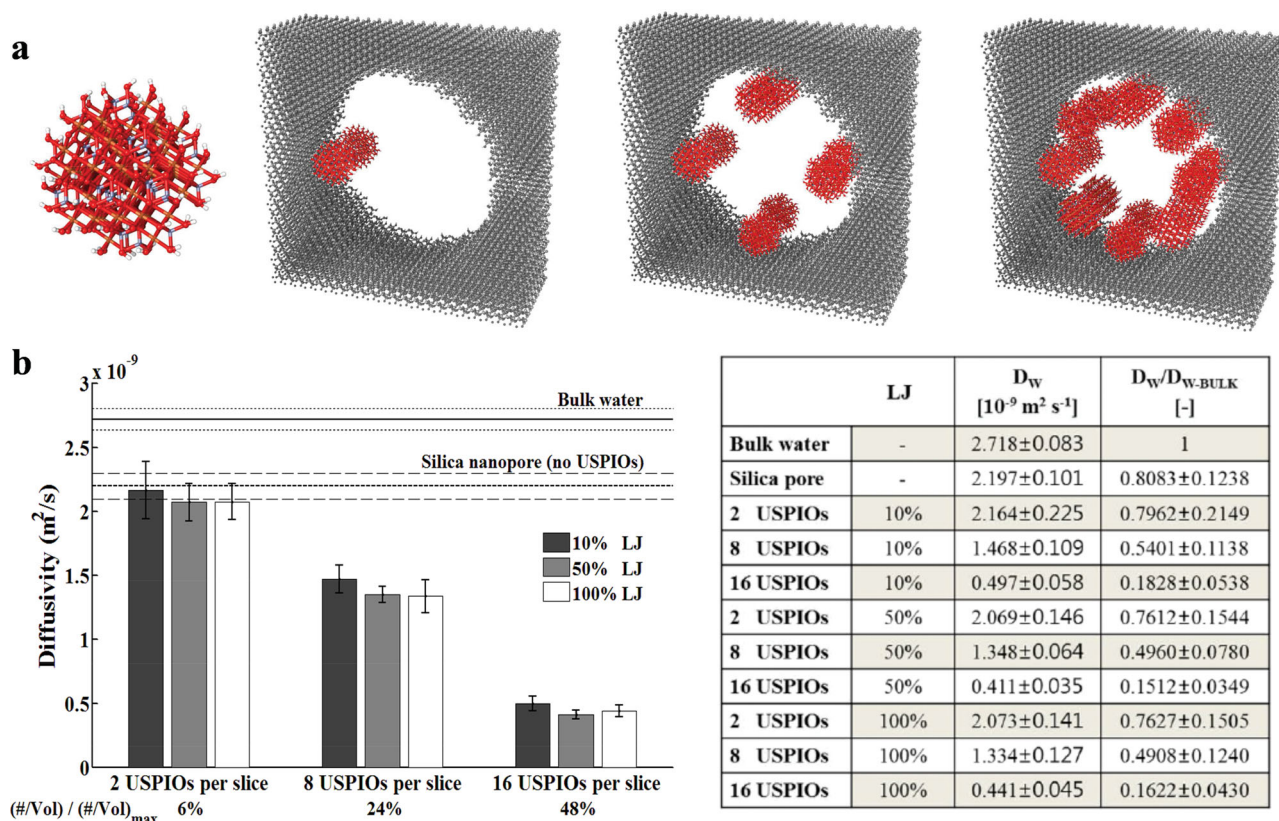 a
b
x 10⁻⁹
3
2.5
2
1.5
1
0.5
0
Diffusivity (m²/s)
Bulk water
Silica nanopore (no USPIOs)
10% LJ
50% LJ
100% LJ
2 USPIOs per slice 8 USPIOs per slice 16 USPIOs per slice
(#/Vol) / (#/Vol)max 6% 24% 48%
LJ D_W [10⁻⁹ m² s⁻¹] D_W/D_W-BULK [-]
Bulk water - 2.718±0.083 1
Silica pore - 2.197±0.101 0.8083±0.1238
2 USPIOs 10% 2.164±0.225 0.7962±0.2149
8 USPIOs 10% 1.468±0.109 0.5401±0.1138
16 USPIOs 10% 0.497±0.058 0.1828±0.0538
2 USPIOs 50% 2.069±0.146 0.7612±0.1544
8 USPIOs 50% 1.348±0.064 0.4960±0.0780
16 USPIOs 50% 0.411±0.035 0.1512±0.0349
2 USPIOs 100% 2.073±0.141 0.7627±0.1505
8 USPIOs 100% 1.334±0.127 0.4908±0.1240
16 USPIOs 100% 0.441±0.045 0.1622±0.0430